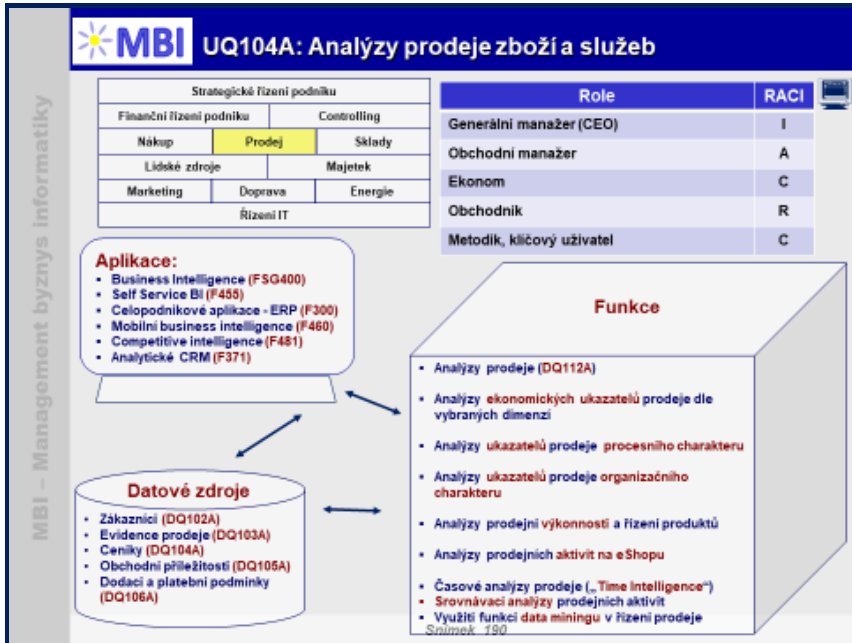 MBI – Management byznys informatiky
MBI
UQ104A: Analýzy prodeje zboží a služeb
Strategické řízení podniku
Finanční řízení podniku Controlling
Nákup Prodej Sklady
Lidské zdroje Majetek
Marketing Doprava Energie
Řízení IT
Role RACI
Generální manažer (CEO) I
Obchodní manažer A
Ekonom C
Obchodník R
Metodik, klíčový uživatel C
Aplikace:
▪ Business Intelligence (FSG400)
▪ Self Service BI (F455)
▪ Celopodnikové aplikace - ERP (F300)
▪ Mobilní business intelligence (F460)
▪ Competitive intelligence (F481)
▪ Analytické CRM (F371)
Datové zdroje
▪ Zákazníci (DQ102A)
▪ Evidence prodeje (DQ103A)
▪ Ceníky (DQ104A)
▪ Obchodní příležitosti (DQ105A)
▪ Dodací a platební podmínky
(DQ106A)
Funkce
▪ Analýzy prodeje (DQ112A)
▪ Analýzy ekonomických ukazatelů prodeje dle
vybraných dimenzí
▪ Analýzy ukazatelů prodeje procesního charakteru
▪ Analýzy ukazatelů prodeje organizačního
charakteru
▪ Analýzy prodejní výkonnosti a řízení produktů
▪ Analýzy prodejních aktivit na eShopu
▪ Časové analýzy prodeje („Time Intelligence“)
▪ Srovnávací analýzy prodejních aktivit
▪ Využití funkcí data miningu v řízení prodeje
Snímek 190